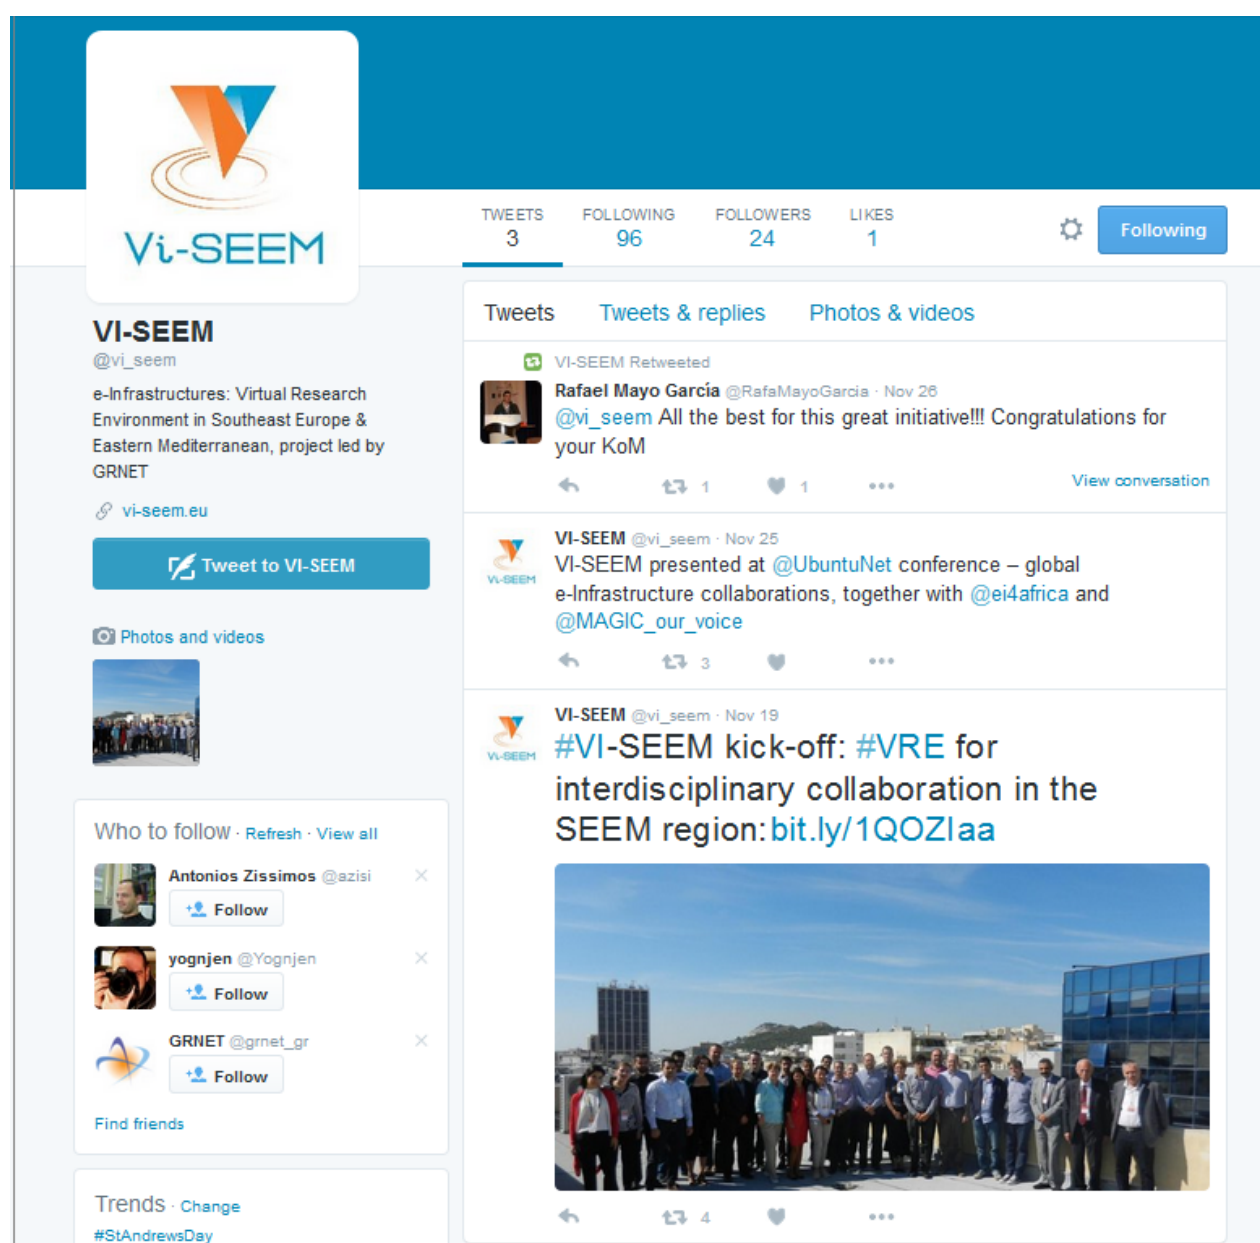 Vi-SEEM
TWEETS FOLLOWING FOLLOWERS LIKES
3 96 24 1
Following
VI-SEEM
@vi_seem
e-Infrastructures: Virtual Research
Environment in Southeast Europe &
Eastern Mediterranean, project led by
GRNET
vi-seem.eu
Tweet to VI-SEEM
Photos and videos
Who to follow · Refresh · View all
Antonios Zissimos @azisi
Follow
yognjen @Yognjen
Follow
GRNET @grnet_gr
Follow
Find friends
Trends · Change
#StAndrewsDay
Tweets Tweets & replies Photos & videos
VI-SEEM Retweeted
Rafael Mayo García @RafaMayoGarcia · Nov 26
@vi_seem All the best for this great initiative!!! Congratulations for
your KoM
1 1 View conversation
VI-SEEM @vi_seem · Nov 25
Vi-SEEM
VI-SEEM presented at @UbuntuNet conference – global
e-Infrastructure collaborations, together with @ei4africa and
@MAGIC_our_voice
3
VI-SEEM @vi_seem · Nov 19
Vi-SEEM
#VI-SEEM kick-off: #VRE for
interdisciplinary collaboration in the
SEEM region: bit.ly/1QOZIaa
4